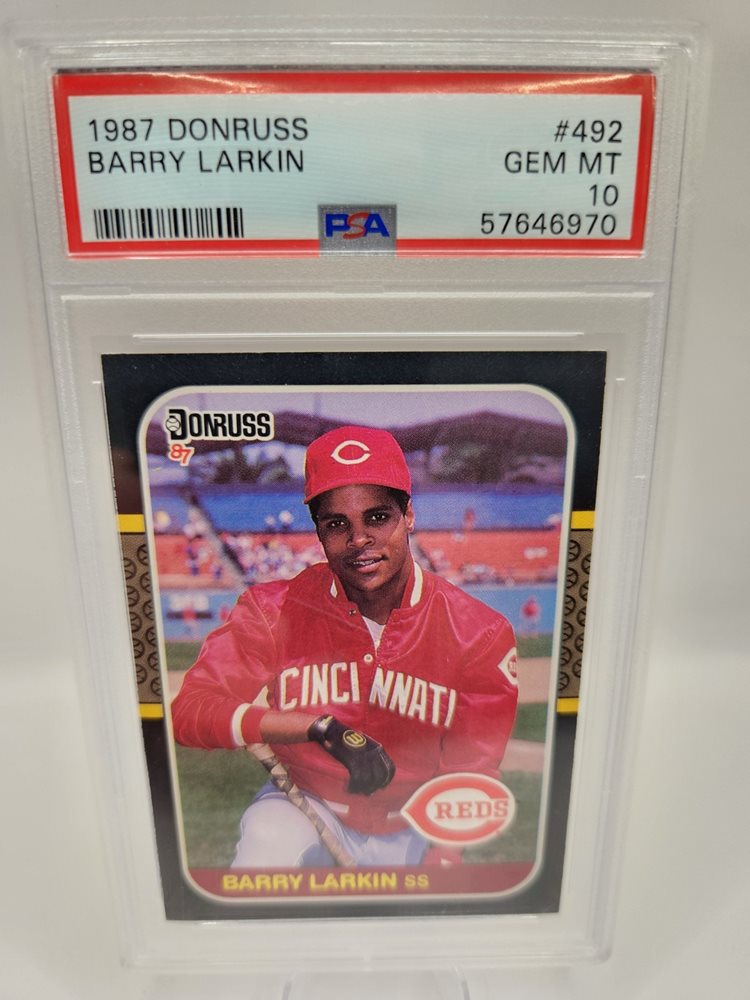 1987 DONRUSS #492
BARRY LARKIN GEM MT
10
PSA 57646970
DONRUSS
87
C
CINCINNATI
W
REDS
BARRY LARKIN SS